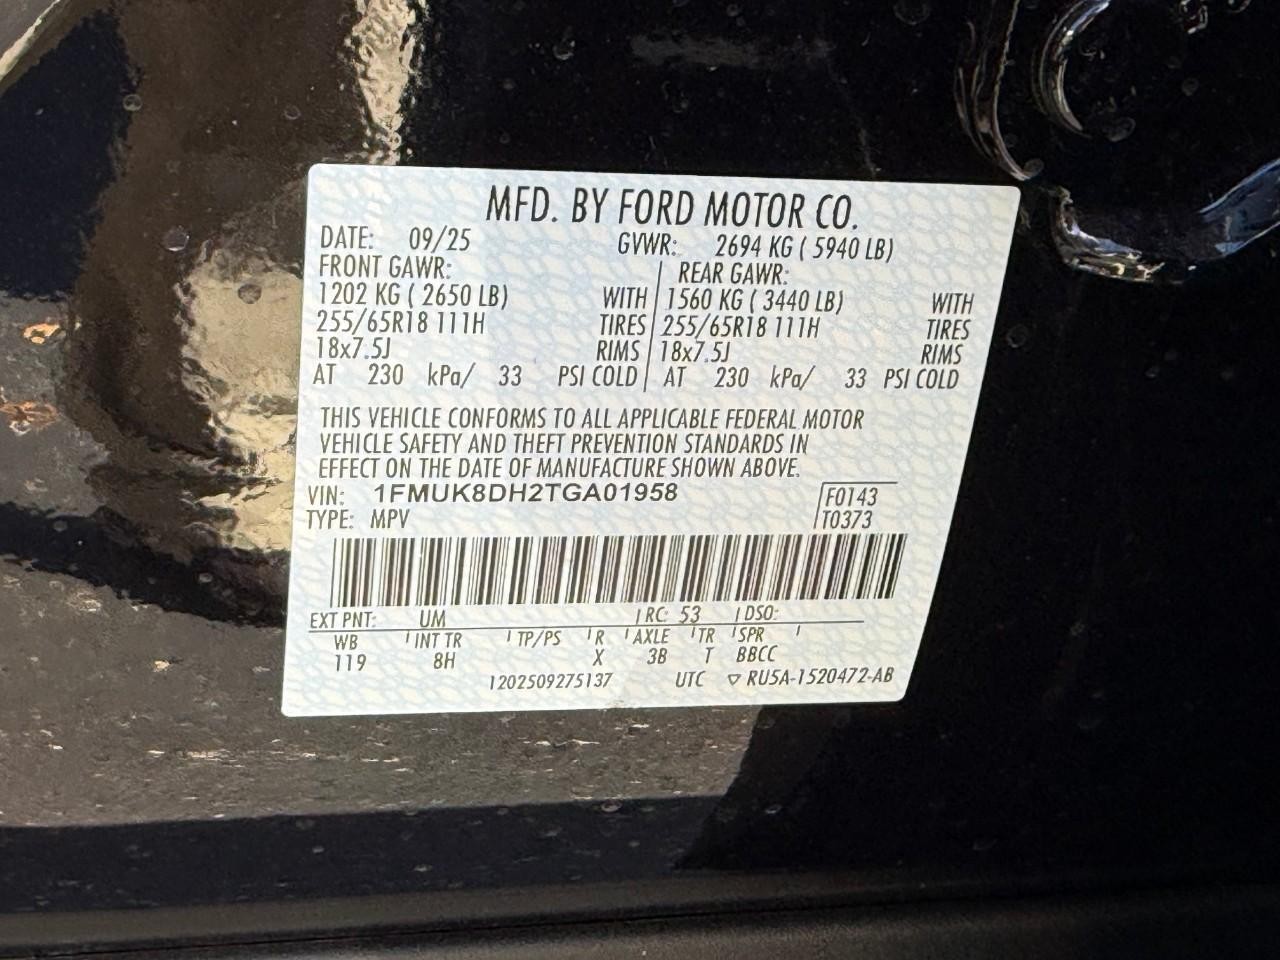 MFD. BY FORD MOTOR CO.
DATE: 09/25 GVWR: 2694 KG ( 5940 LB)
FRONT GAWR: REAR GAWR:
1202 KG ( 2650 LB) WITH 1560 KG ( 3440 LB) WITH
255/65R18 111H TIRES 255/65R18 111H TIRES
18x7.5J RIMS 18x7.5J RIMS
AT 230 kPa/ 33 PSI COLD AT 230 kPa/ 33 PSI COLD
THIS VEHICLE CONFORMS TO ALL APPLICABLE FEDERAL MOTOR
VEHICLE SAFETY AND THEFT PREVENTION STANDARDS IN
EFFECT ON THE DATE OF MANUFACTURE SHOWN ABOVE.
VIN: 1FMUK8DH2TGA01958 F0143
TYPE: MPV T0373
EXT PNT: UM RC: 53 DSO:
WB INT TR TP/PS R AXLE TR SPR
119 8H X 3B T BBCC
1202509275137 UTC ▽ RU5A-1520472-AB